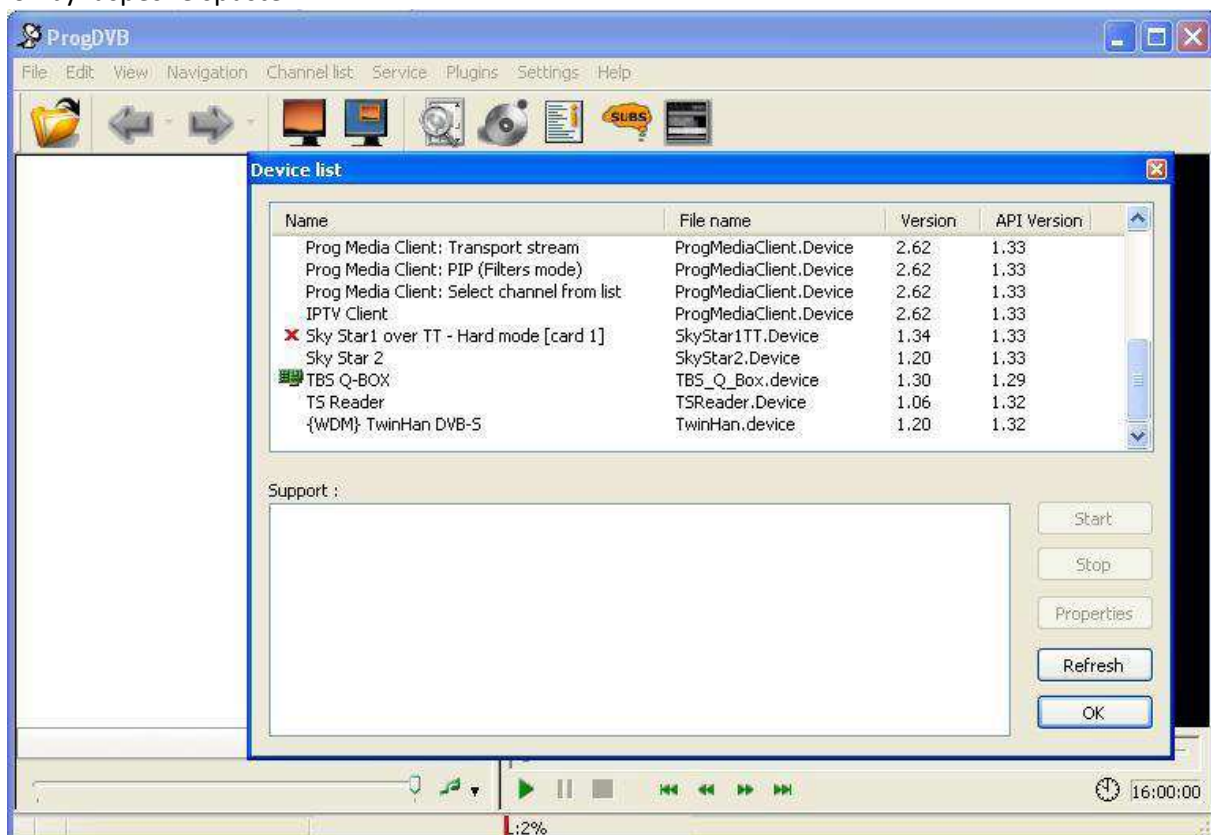 ProgDVB
File Edit View Navigation Channel list Service Plugins Settings Help
SUBS
Device list
Name File name Version API Version
Prog Media Client: Transport stream ProgMediaClient.Device 2.62 1.33
Prog Media Client: PIP (Filters mode) ProgMediaClient.Device 2.62 1.33
Prog Media Client: Select channel from list ProgMediaClient.Device 2.62 1.33
IPTV Client ProgMediaClient.Device 2.62 1.33
Sky Star1 over TT - Hard mode [card 1] SkyStar1TT.Device 1.34 1.33
Sky Star 2 SkyStar2.Device 1.20 1.33
TBS Q-BOX TBS_Q_Box.device 1.30 1.29
TS Reader TSReader.Device 1.06 1.32
{WDM} TwinHan DVB-S TwinHan.device 1.20 1.32
Support :
Start
Stop
Properties
Refresh
OK
16:00:00
L:2%